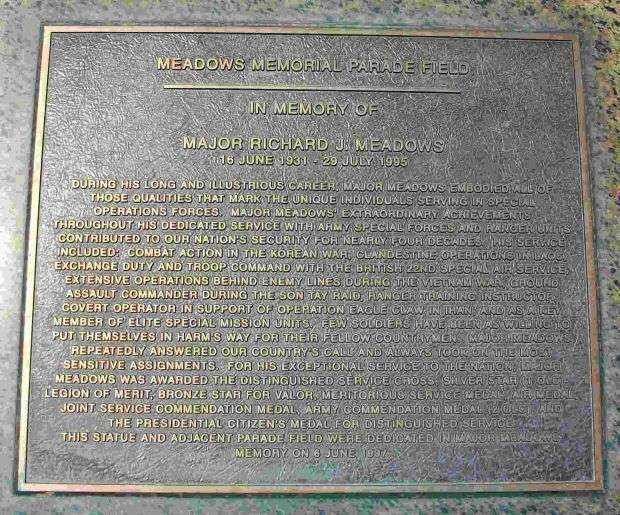 MEADOWS MEMORIAL PARADE FIELD
IN MEMORY OF
MAJOR RICHARD J. MEADOWS
16 JUNE 1931 - 29 JULY 1995
DURING HIS LONG AND ILLUSTRIOUS CAREER, MAJOR MEADOWS EMBODIED ALL OF
THOSE QUALITIES THAT MARK THE UNIQUE INDIVIDUALS SERVING IN SPECIAL
OPERATIONS FORCES. MAJOR MEADOWS' EXTRAORDINARY ACHIEVEMENTS
THROUGHOUT HIS DEDICATED SERVICE WITH ARMY SPECIAL FORCES AND RANGER UNITS
CONTRIBUTED TO OUR NATION'S SECURITY FOR NEARLY FOUR DECADES. HIS SERVICE
INCLUDED: COMBAT ACTION IN THE KOREAN WAR, CLANDESTINE OPERATIONS IN
EXCHANGE DUTY AND TROOP COMMAND WITH THE BRITISH 22ND SPECIAL AIR SERVICE,
EXTENSIVE OPERATIONS BEHIND ENEMY LINES DURING THE VIETNAM WAR, GROUND
ASSAULT COMMANDER DURING THE SON TAY RAID, RANGER TRAINING INSTRUCTOR,
COVERT OPERATOR IN SUPPORT OF OPERATION EAGLE CLAW IN IRAN, AND AS A KEY
MEMBER OF ELITE SPECIAL MISSION UNITS. FEW SOLDIERS HAVE BEEN AS WILLING TO
PUT THEMSELVES IN HARM'S WAY FOR THEIR FELLOW COUNTRYMEN. MAJOR MEADOWS
REPEATEDLY ANSWERED OUR COUNTRY'S CALL AND ALWAYS TOOK ON THE MOST
SENSITIVE ASSIGNMENTS. FOR HIS EXCEPTIONAL SERVICE TO THE NATION, MAJOR
MEADOWS WAS AWARDED THE DISTINGUISHED SERVICE CROSS, SILVER STAR (1 OLC),
LEGION OF MERIT, BRONZE STAR FOR VALOR, MERITORIOUS SERVICE MEDAL, AIR MEDAL,
JOINT SERVICE COMMENDATION MEDAL, ARMY COMMENDATION MEDAL (2 OLC), AND
THE PRESIDENTIAL CITIZEN'S MEDAL FOR DISTINGUISHED SERVICE.
THIS STATUE AND ADJACENT PARADE FIELD WERE DEDICATED IN MAJOR MEADOWS'
MEMORY ON 6 JUNE 1997